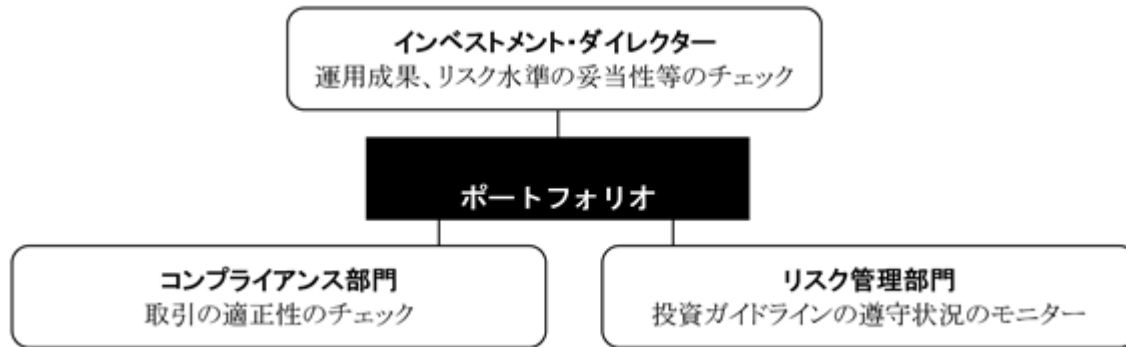 インベストメント・ダイレクター
運用成果、リスク水準の妥当性等のチェック
ポートフォリオ
コンプライアンス部門
取引の適正性のチェック
リスク管理部門
投資ガイドラインの遵守状況のモニター